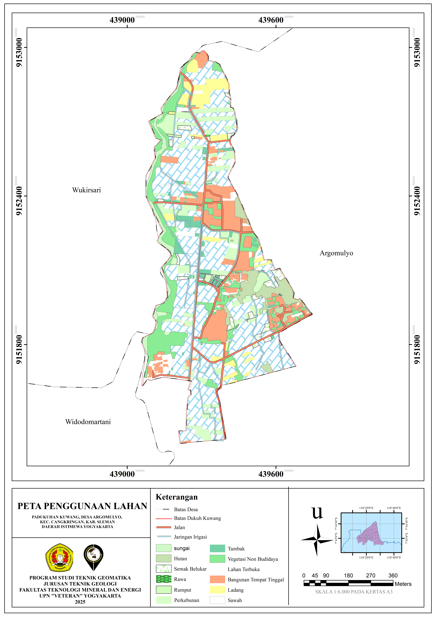 439000 439600
9153000 9153000
Wukirsari
9152400 9152400
Argomulyo
9151800 9151800
Widodomartani
439000 439600
PETA PENGGUNAAN LAHAN
PADUKUHAN KUWANG, DESA ARGOMULYO,
KEC. CANGKRINGAN, KAB. SLEMAN
DAERAH ISTIMEWA YOGYAKARTA
PROGRAM STUDI TEKNIK GEOMATIKA
JURUSAN TEKNIK GEOLOGI
FAKULTAS TEKNOLOGI MINERAL DAN ENERGI
UPN "VETERAN" YOGYAKARTA
2025
Keterangan
Batas Desa
Batas Dukuh Kuwang
Jalan
Jaringan Irigasi
sungai
Hutan
Semak Belukar
Rawa
Rumput
Perkebunan
Tambak
Vegetasi Non Budidaya
Lahan Terbuka
Bangunan Tempat Tinggal
Ladang
Sawah
U
0 45 90 180 270 360
Meters
SKALA 1:6.000 PADA KERTAS A3